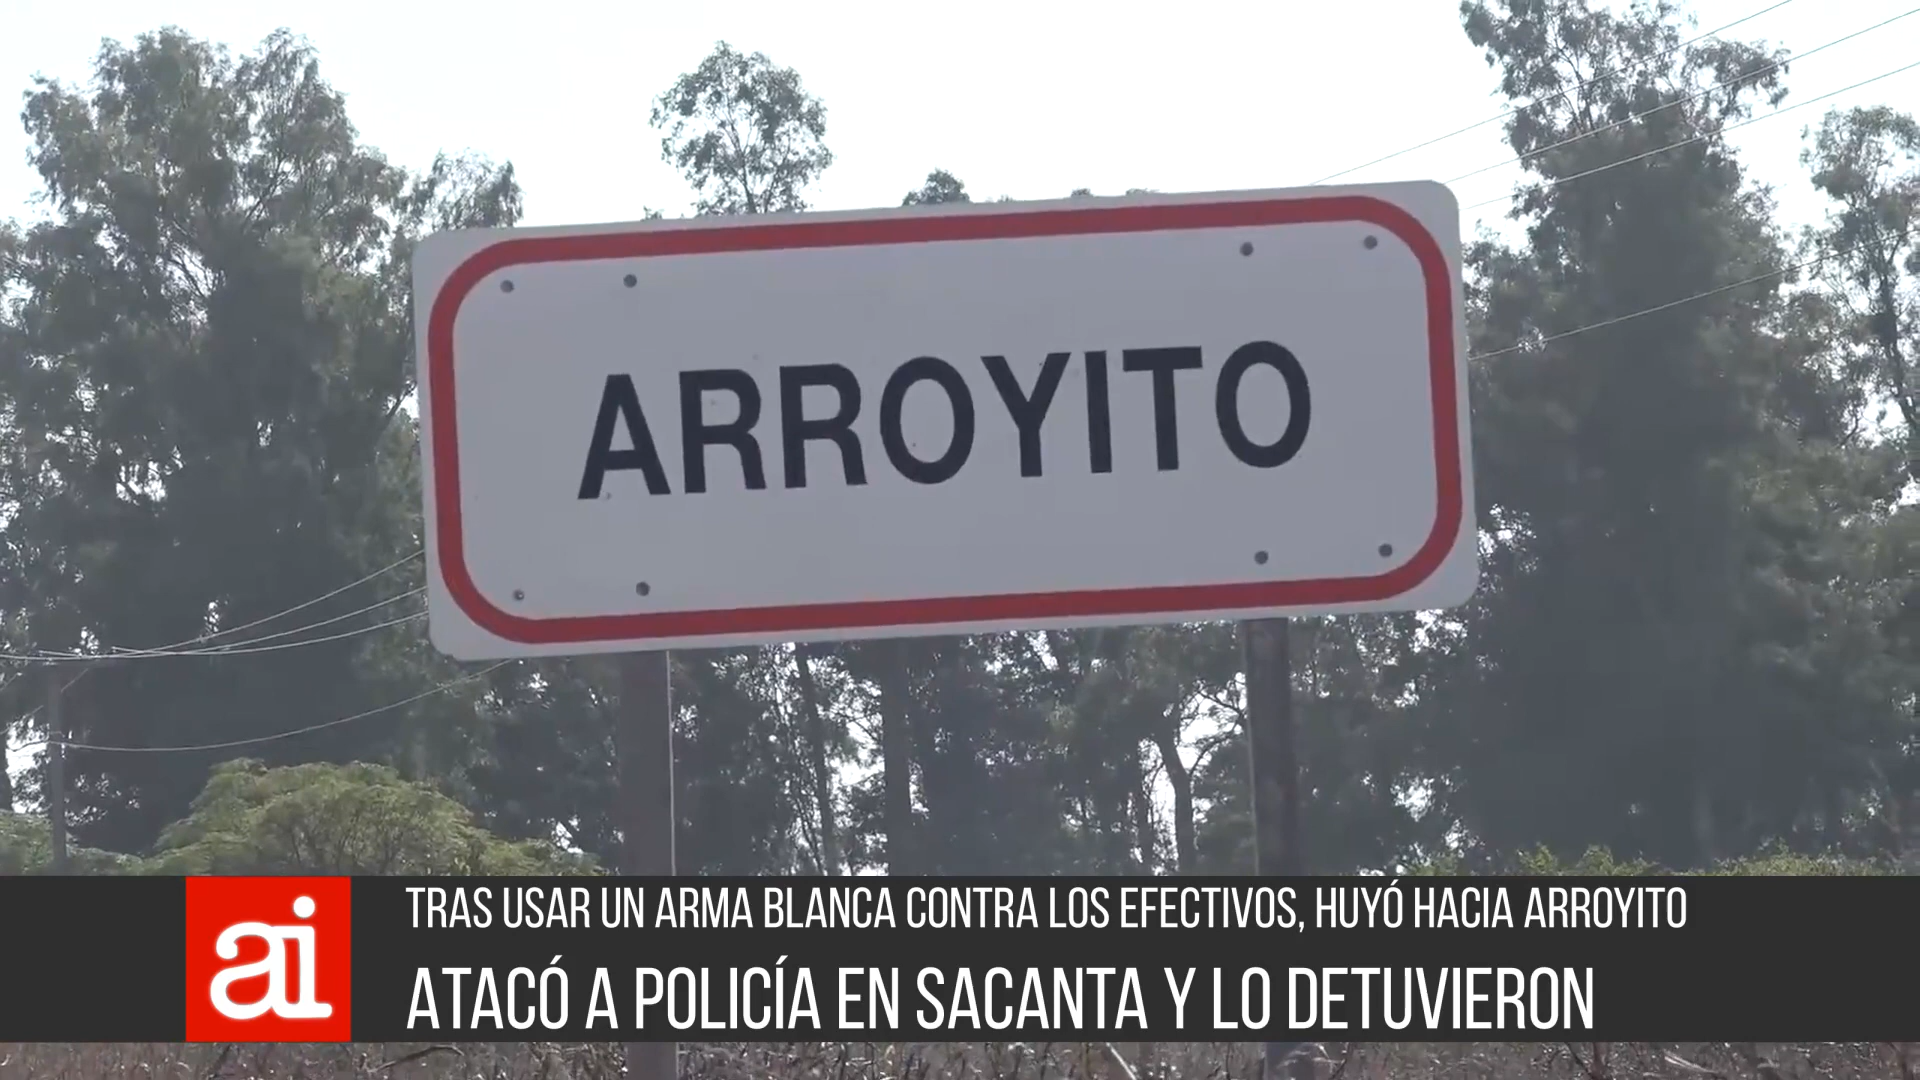 ARROYITO
ai
TRAS USAR UN ARMA BLANCA CONTRA LOS EFECTIVOS, HUYÓ HACIA ARROYITO
ATACÓ A POLICÍA EN SACANTA Y LO DETUVIERON